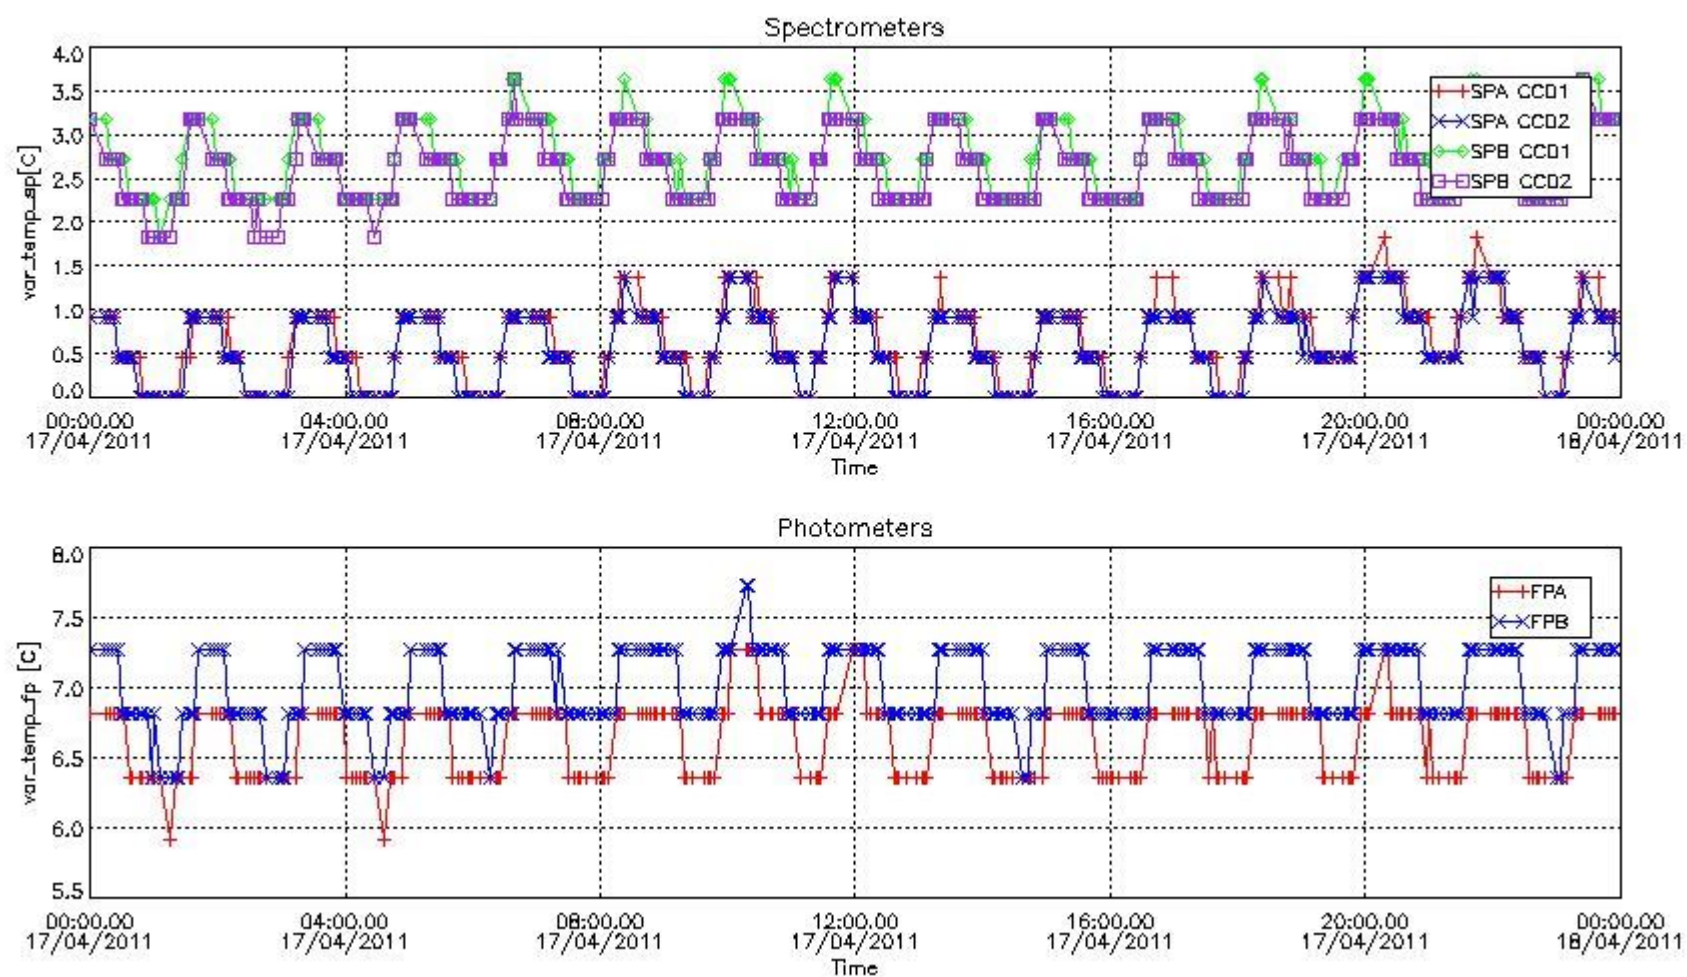 Spectrometers
4.0
3.5
3.0
2.5
2.0
1.5
1.0
0.5
0.0
var_temp_sp[C]
SPA CCD1
SPA CCD2
SPB CCD1
SPB CCD2
00:00.00 04:00.00 08:00.00 12:00.00 16:00.00 20:00.00 00:00.00
17/04/2011 17/04/2011 17/04/2011 17/04/2011 17/04/2011 17/04/2011 18/04/2011
Time
Photometers
8.0
7.5
7.0
6.5
6.0
5.5
var_temp_fp [C]
FPA
FPB
00:00.00 04:00.00 08:00.00 12:00.00 16:00.00 20:00.00 00:00.00
17/04/2011 17/04/2011 17/04/2011 17/04/2011 17/04/2011 17/04/2011 18/04/2011
Time